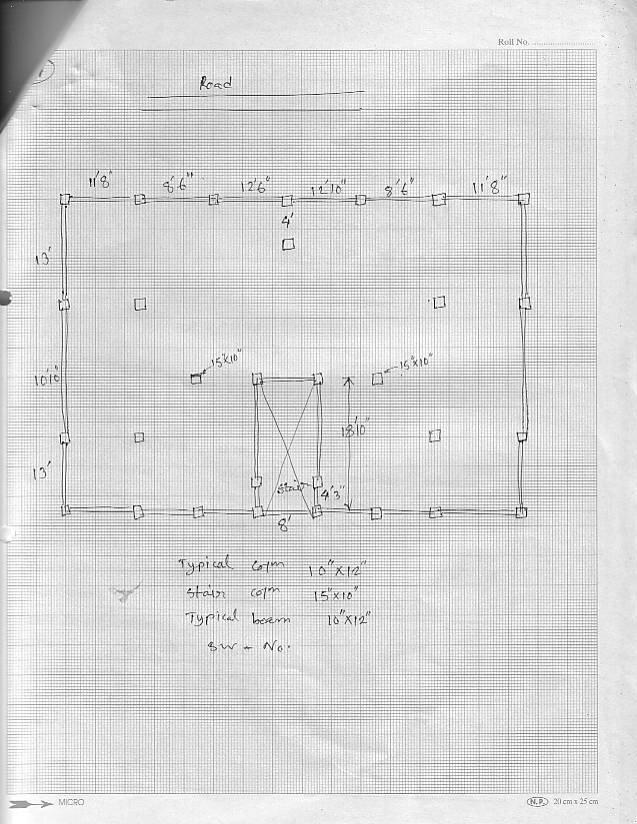 Roll No.
1
Road
11'8" 8'6" 12'6" 12'10" 8'6" 11'8"
4'
13'
15"x10" 15"x10"
10'10"
18'10"
13'
Stair 4'3"
8'
Typical colm 10"x12"
Stair colm 15"x10"
Typical beam 10"x12"
SW - No.
MICRO
N.P. 20 cm x 25 cm